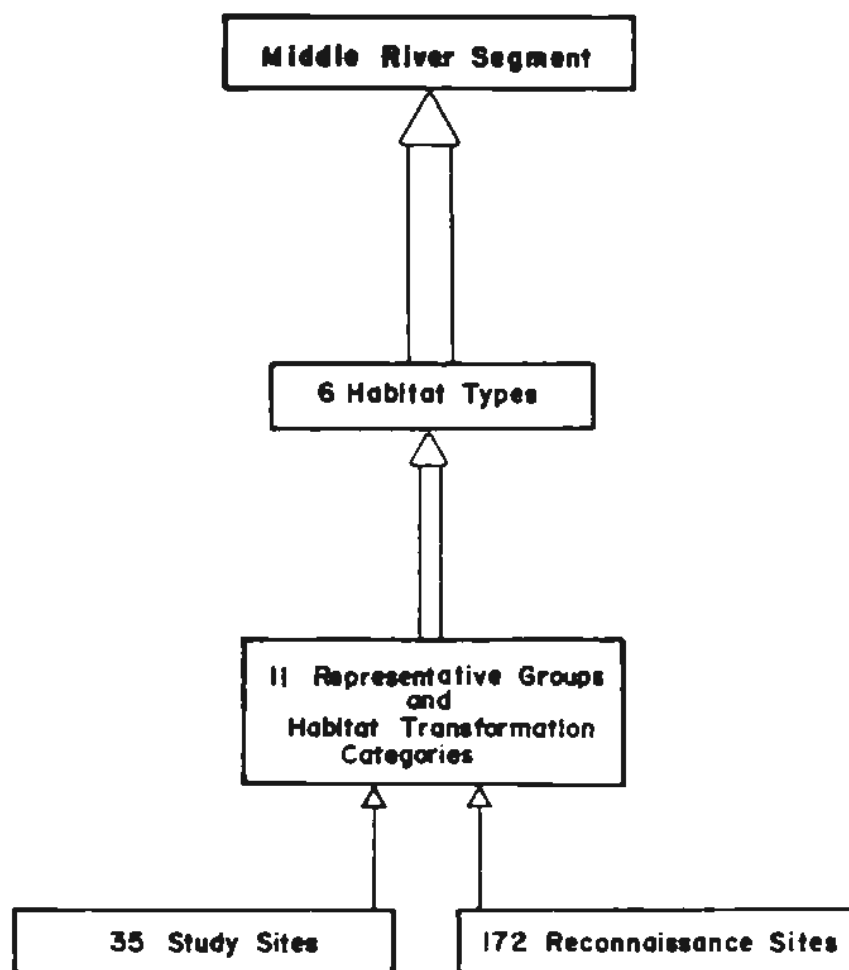 Middle River Segment
6 Habitat Types
11 Representative Groups
and
Habitat Transformation
Categories
35 Study Sites
172 Reconnaissance Sites